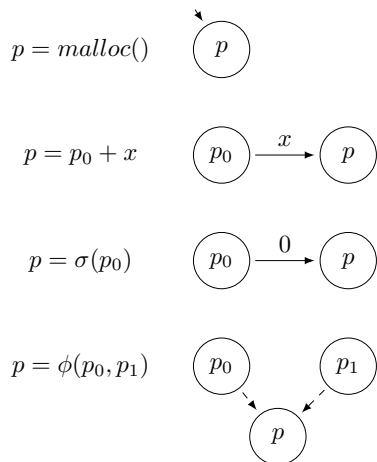 p = malloc() p
p = p₀ + x p₀ x p
p = σ(p₀) p₀ 0 p
p = ϕ(p₀, p₁) p₀ p₁
p